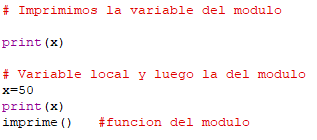 # Imprimimos la variable del modulo
print(x)
# Variable local y luego la del modulo
x=50
print(x)
imprime()   #funcion del modulo